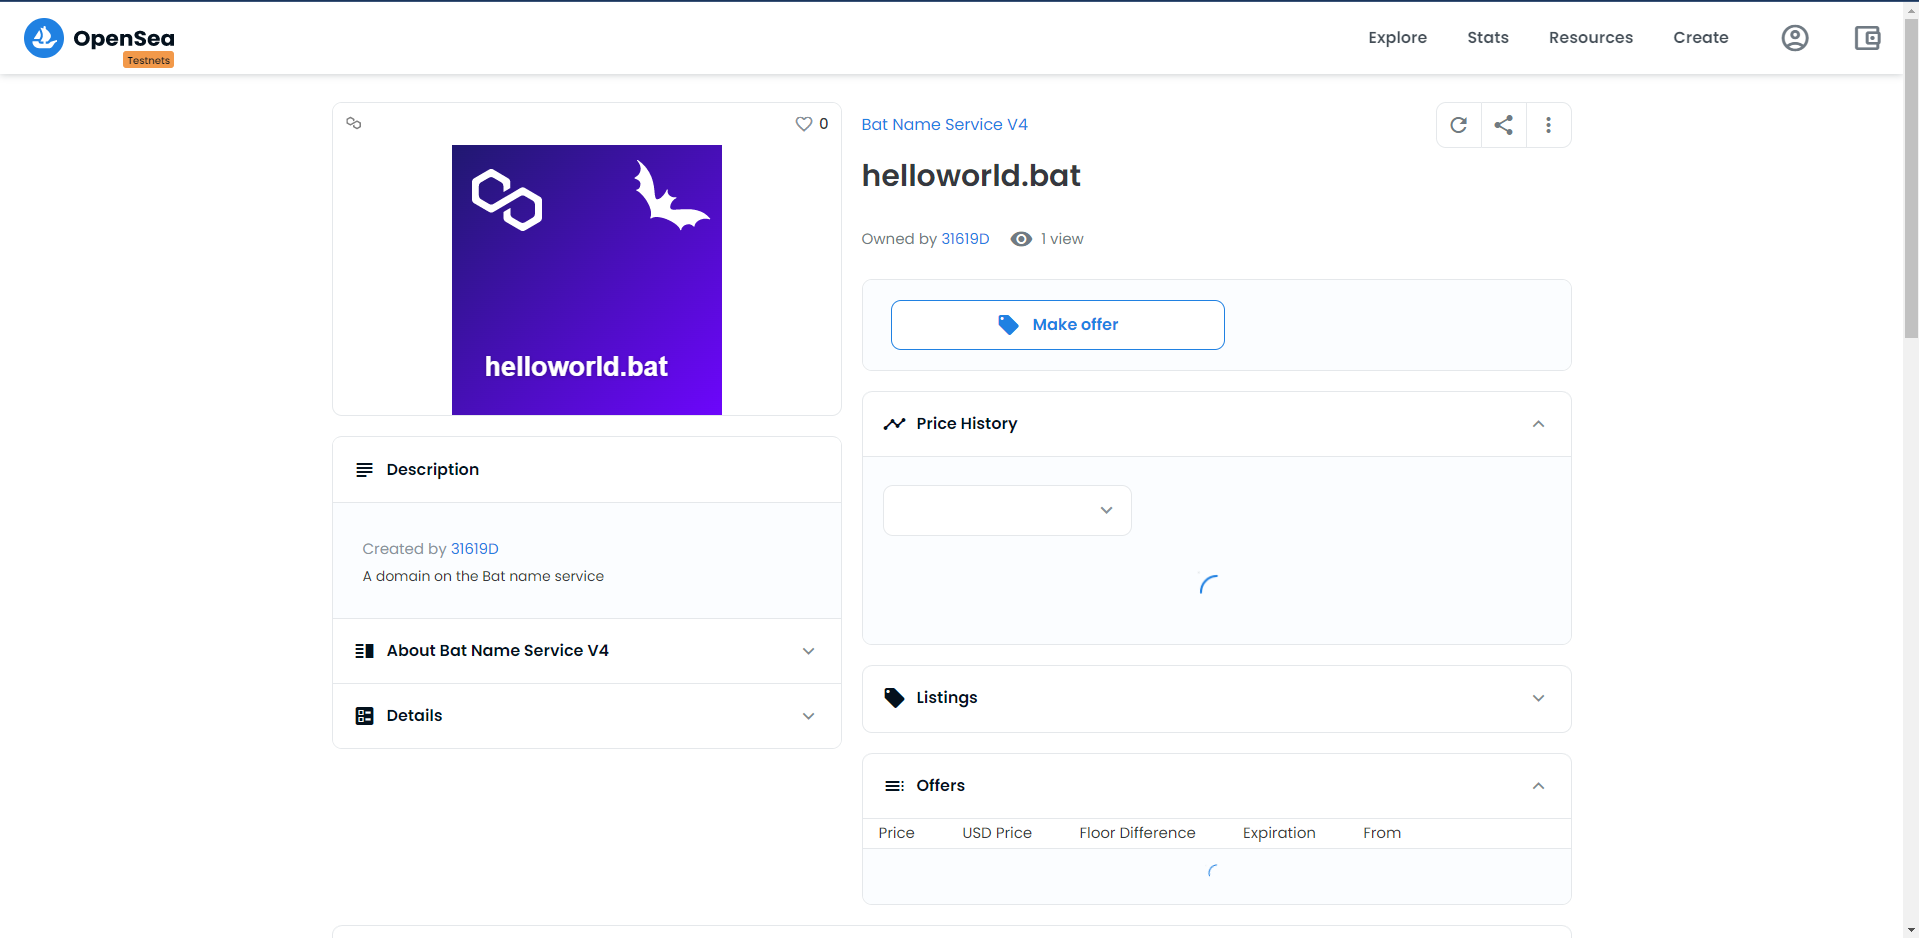 OpenSea
Testnets
Explore
Stats
Resources
Create
0
helloworld.bat
Description
Created by 31619D
A domain on the Bat name service
About Bat Name Service V4
Details
Bat Name Service V4
helloworld.bat
Owned by 31619D
1 view
Make offer
Price History
Listings
Offers
Price USD Price Floor Difference Expiration From